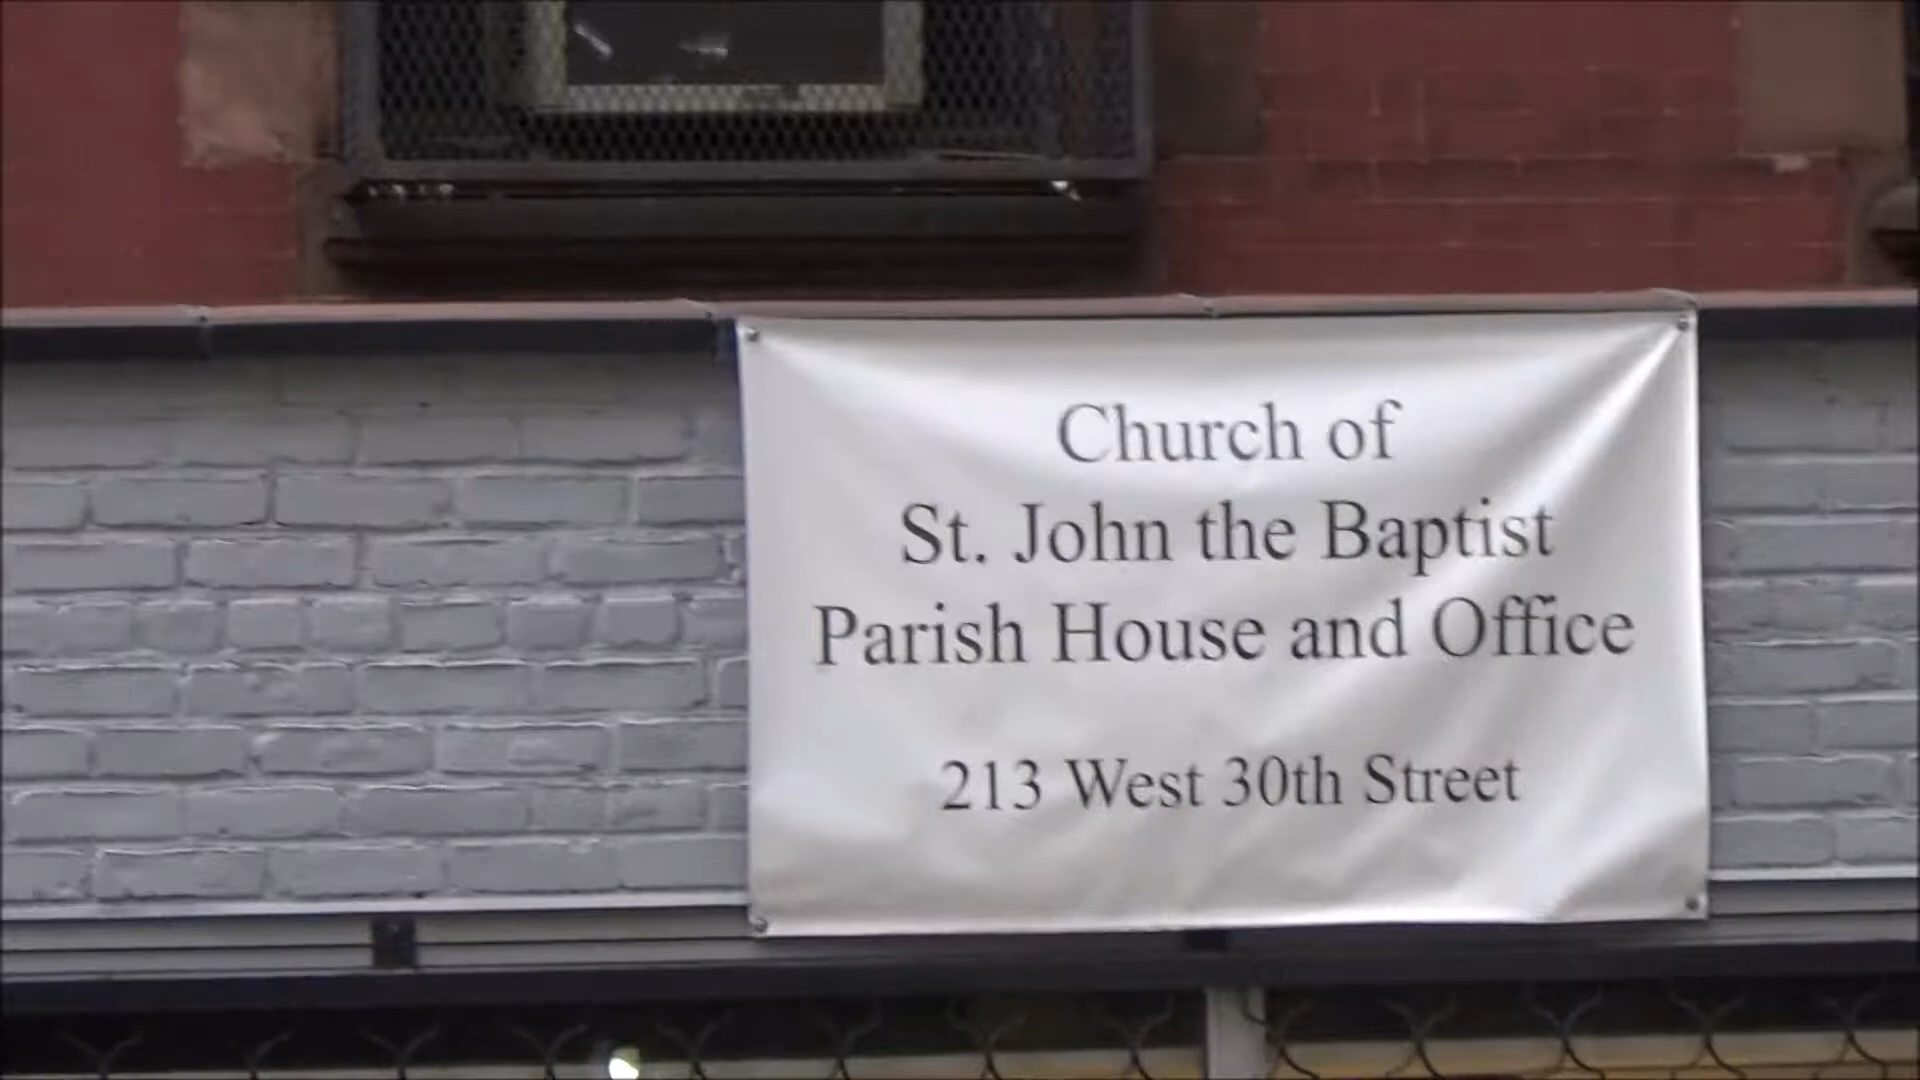 Church of
St. John the Baptist
Parish House and Office
213 West 30th Street